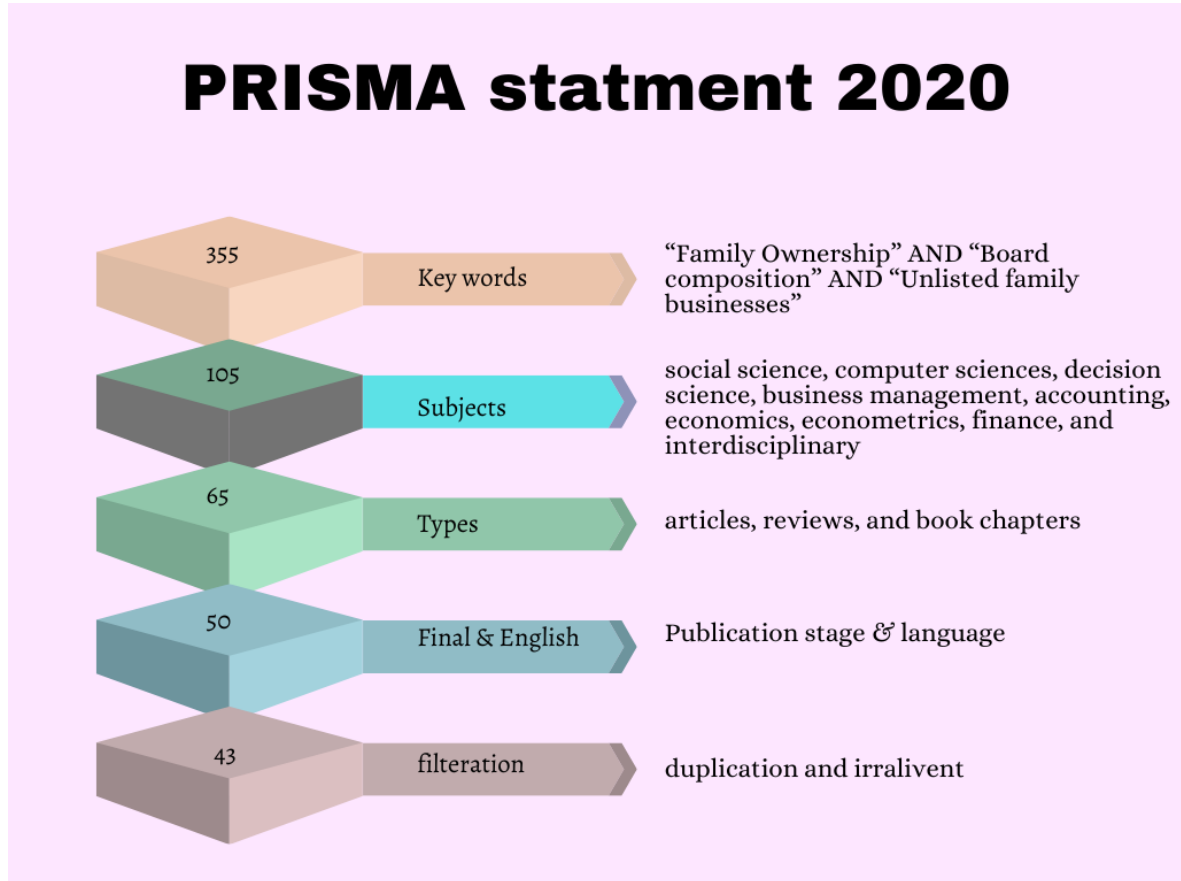 PRISMA statment 2020
355
Key words
“Family Ownership” AND “Board
composition” AND “Unlisted family
businesses”
105
Subjects
social science, computer sciences, decision
science, business management, accounting,
economics, econometrics, finance, and
interdisciplinary
65
Types
articles, reviews, and book chapters
50
Final & English
Publication stage & language
43
filteration
duplication and irralivent